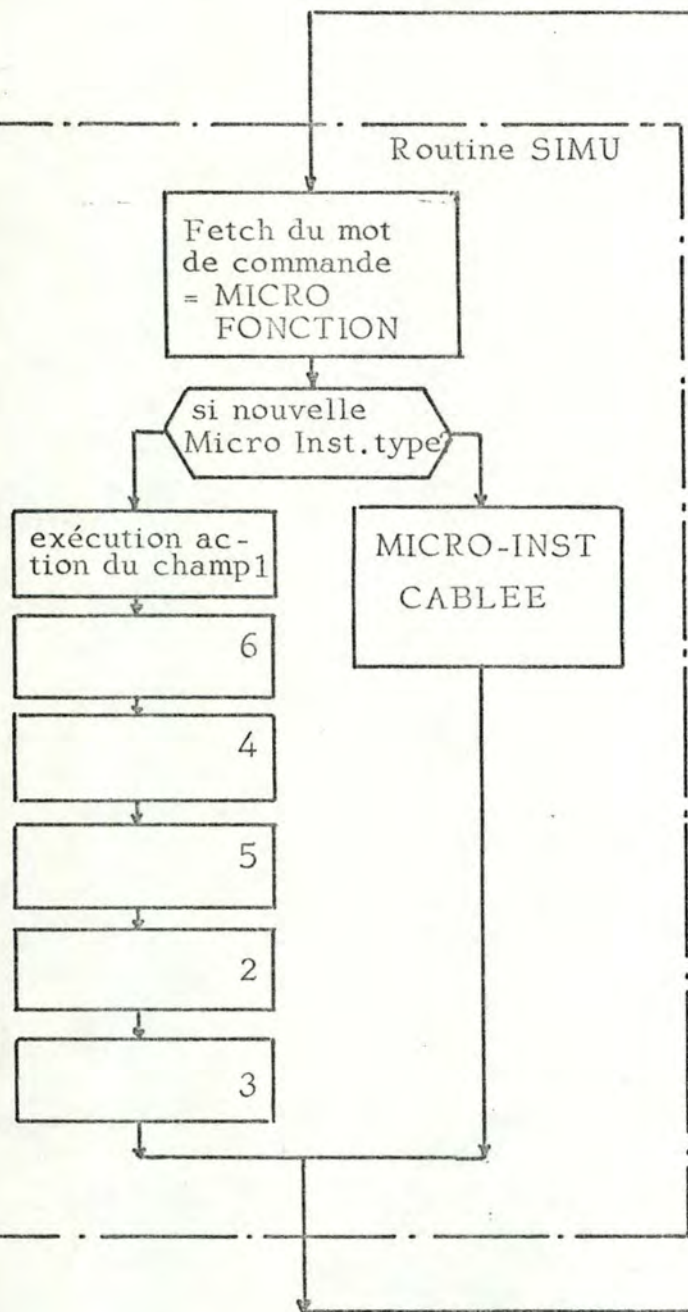 Routine SIMU
Fetch du mot
de commande
= MICRO
FONCTION
si nouvelle
Micro Inst.type?
exécution ac-
tion du champ1
6
4
5
2
3
MICRO-INST
CABLEE